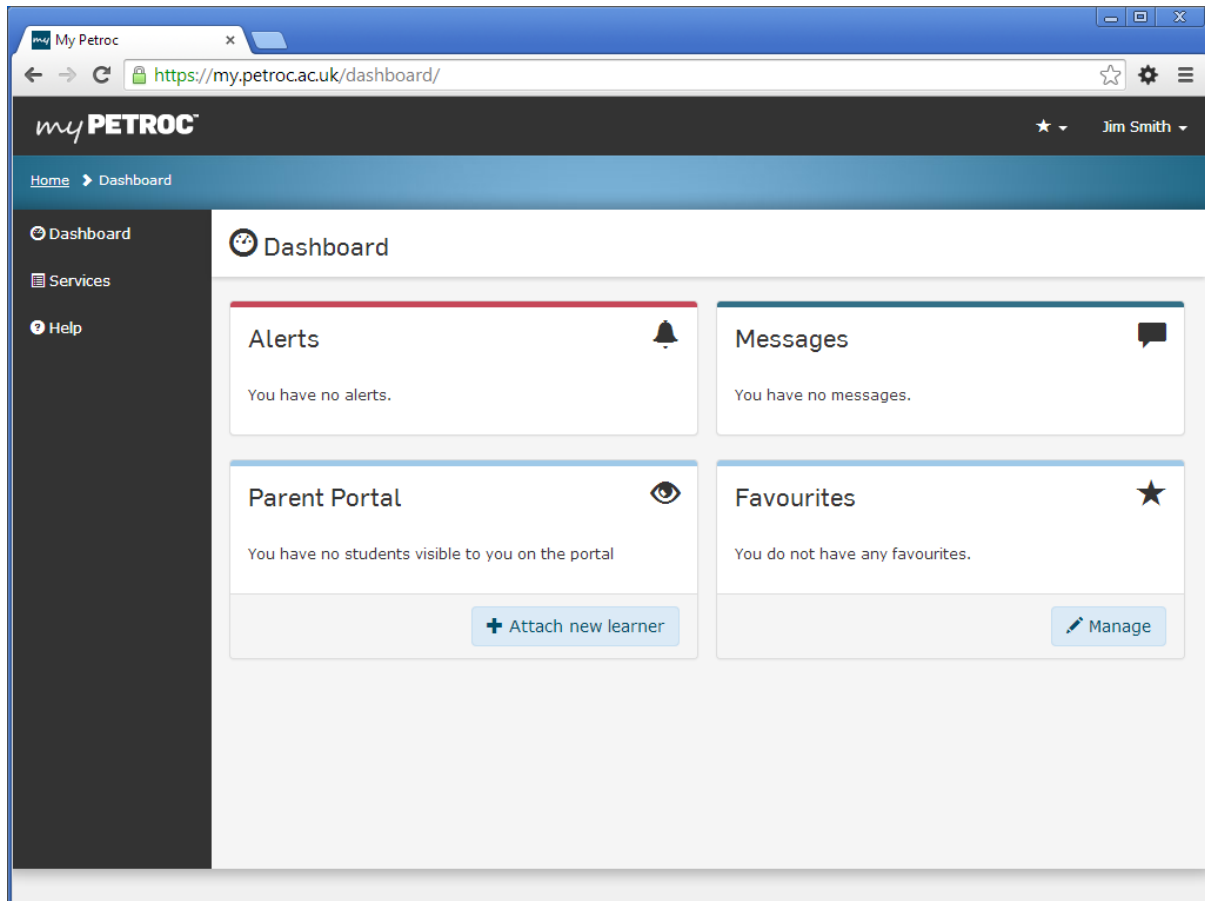 my My Petroc
https://my.petroc.ac.uk/dashboard/
my PETROC™
Jim Smith
Home Dashboard
Dashboard
Services
Help
Dashboard
Alerts
You have no alerts.
Messages
You have no messages.
Parent Portal
You have no students visible to you on the portal
Attach new learner
Favourites
You do not have any favourites.
Manage